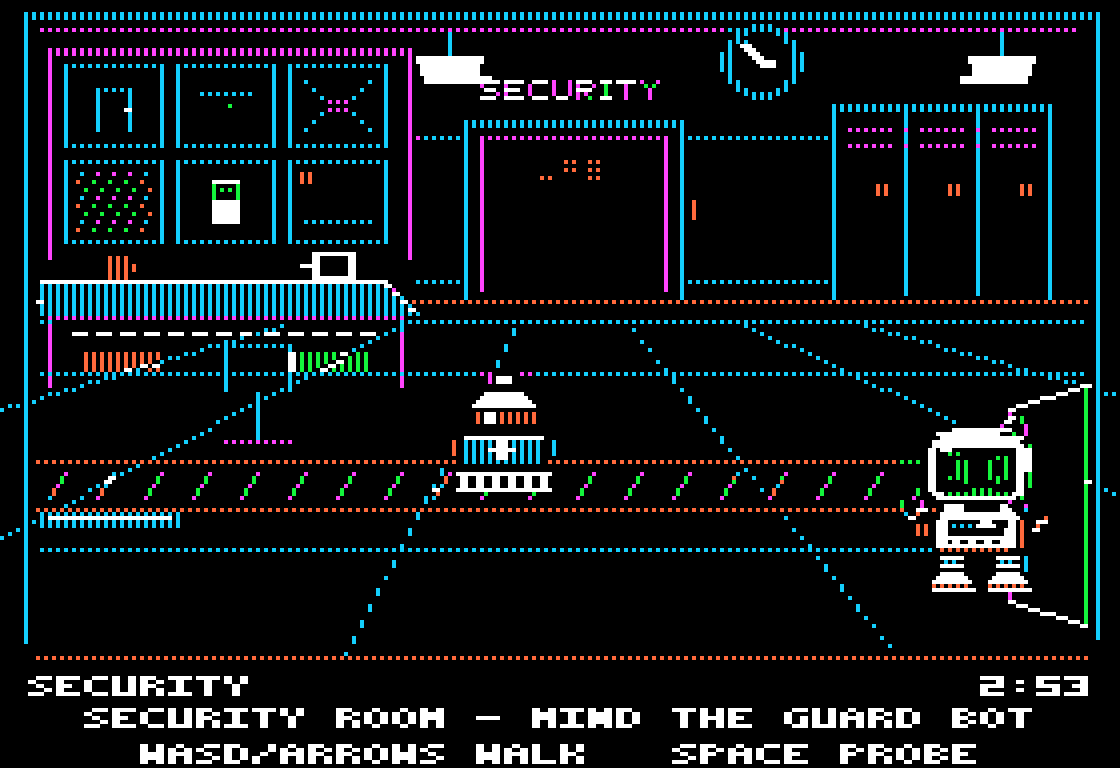 SECURITY
SECURITY 2:53
SECURITY ROOM - MIND THE GUARD BOT
WASD/ARROWS WALK SPACE PROBE